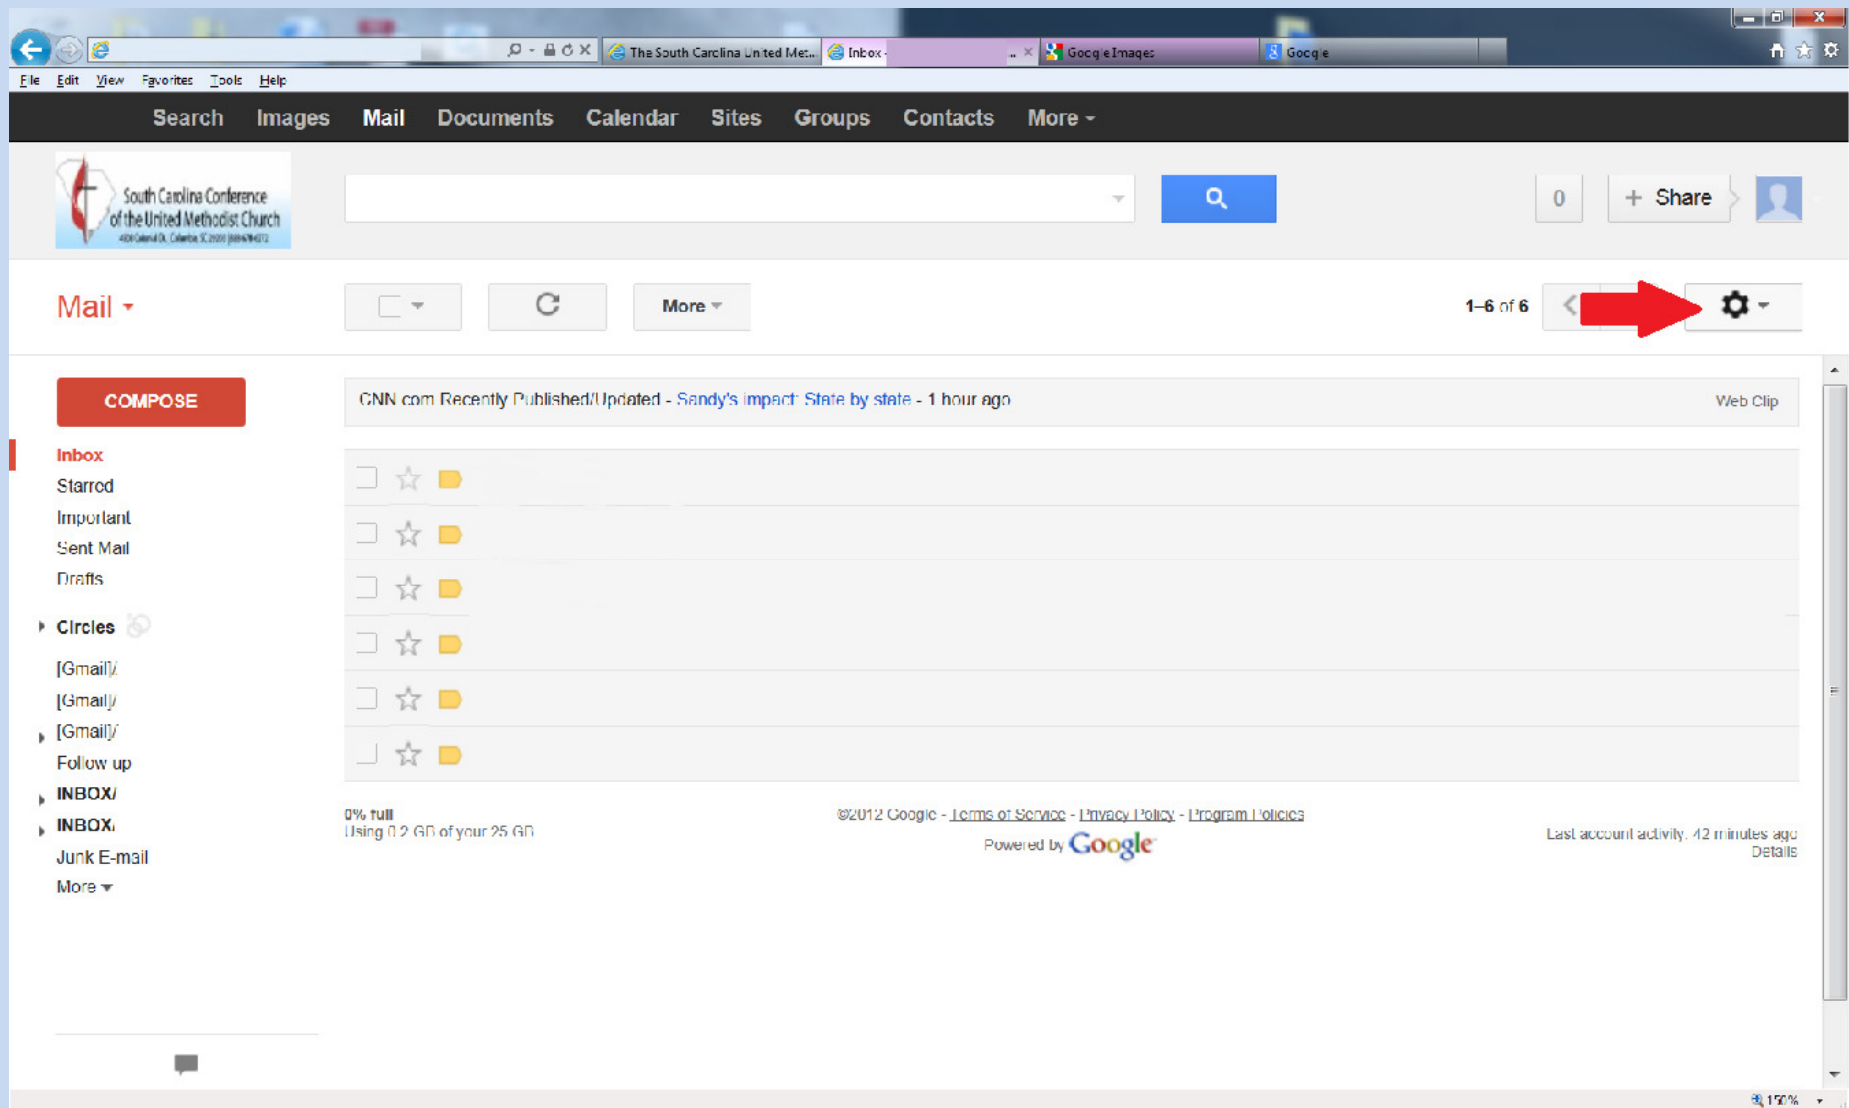 The South Carolina United Met... Inbox - ... Google Images Google
File Edit View Favorites Tools Help
Search Images Mail Documents Calendar Sites Groups Contacts More
South Carolina Conference
of the United Methodist Church
0 + Share
Mail
More
1–6 of 6
COMPOSE
CNN.com Recently Published/Updated - Sandy's impact: State by state - 1 hour ago
Web Clip
Inbox
Starred
Important
Sent Mail
Drafts
Circles
[Gmail]/
[Gmail]/
[Gmail]/
Follow up
INBOX/
INBOX/
Junk E-mail
More
0% full
Using 0.2 GB of your 25 GB
©2012 Google - Terms of Service - Privacy Policy - Program Policies
Powered by Google
Last account activity: 42 minutes ago
Details
150%